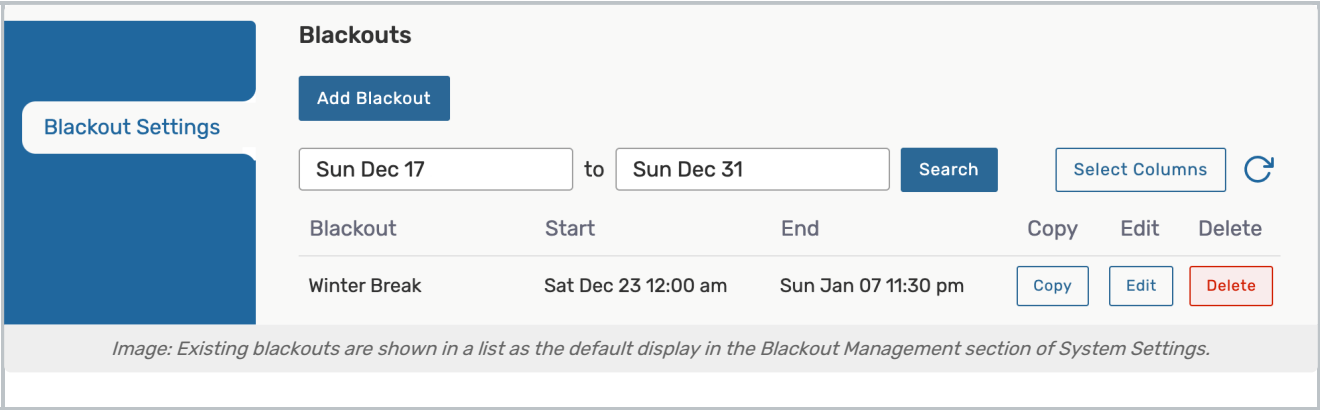 Blackouts
Add Blackout
Blackout Settings
Sun Dec 17 to Sun Dec 31 Search Select Columns
Blackout Start End Copy Edit Delete
Winter Break Sat Dec 23 12:00 am Sun Jan 07 11:30 pm Copy Edit Delete
Image: Existing blackouts are shown in a list as the default display in the Blackout Management section of System Settings.